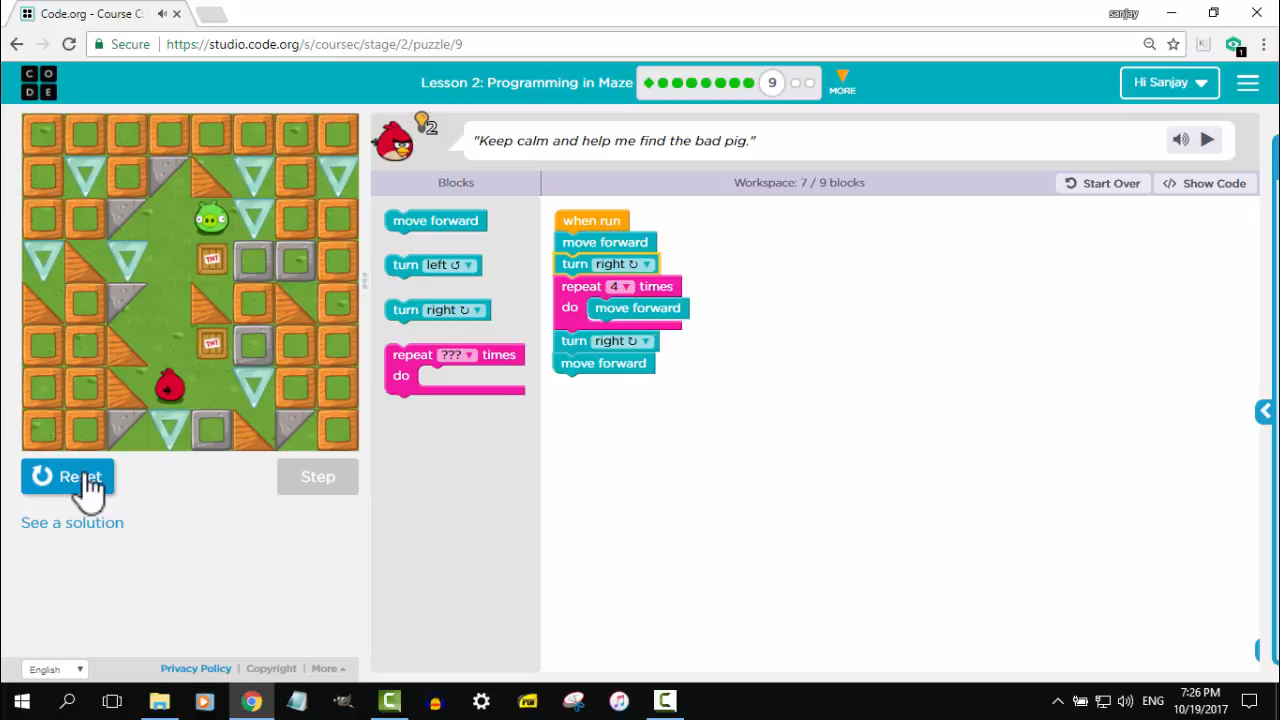 Code.org - Course C:
sanjay
Secure
https://studio.code.org/s/coursec/stage/2/puzzle/9
1
C O
D E
Lesson 2: Programming in Maze
9
MORE
Hi Sanjay
2
"Keep calm and help me find the bad pig."
Blocks
Workspace: 7 / 9 blocks
Start Over
</> Show Code
move forward
turn left ↺
turn right ↻
repeat ??? times
do
when run
move forward
turn right ↻
repeat 4 times
do move forward
turn right ↻
move forward
TNT
TNT
Reset
Step
See a solution
English
Privacy Policy | Copyright | More
ENG
7:26 PM
10/19/2017